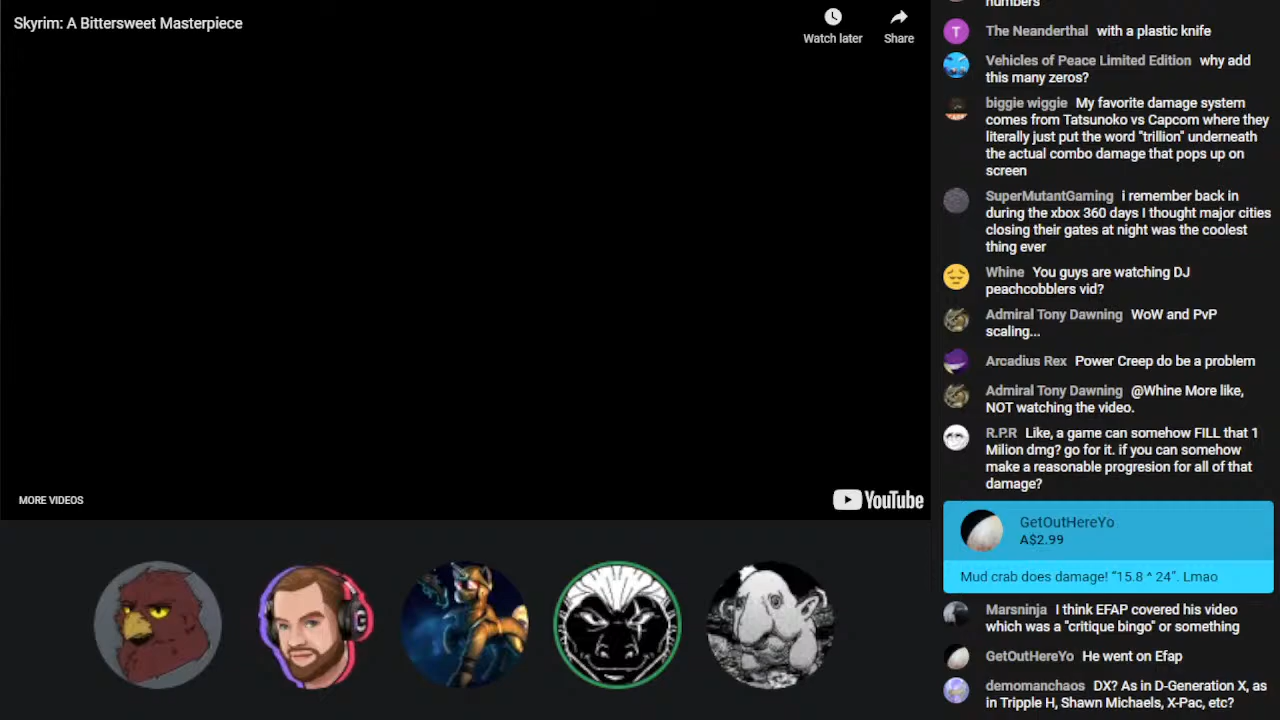 Skyrim: A Bittersweet Masterpiece
Watch later
Share
MORE VIDEOS
YouTube
numbers
T
The Neanderthal with a plastic knife
Vehicles of Peace Limited Edition why add
this many zeros?
biggie wiggie My favorite damage system
comes from Tatsunoko vs Capcom where they
literally just put the word "trillion" underneath
the actual combo damage that pops up on
screen
SuperMutantGaming i remember back in
during the xbox 360 days I thought major cities
closing their gates at night was the coolest
thing ever
Whine You guys are watching DJ
peachcobblers vid?
Admiral Tony Dawning WoW and PvP
scaling...
Arcadius Rex Power Creep do be a problem
Admiral Tony Dawning @Whine More like,
NOT watching the video.
R.P.R Like, a game can somehow FILL that 1
Milion dmg? go for it. if you can somehow
make a reasonable progresion for all of that
damage?
GetOutHereYo
A$2.99
Mud crab does damage! “15.8 ^ 24”. Lmao
Marsninja I think EFAP covered his video
which was a "critique bingo" or something
GetOutHereYo He went on Efap
demomanchaos DX? As in D-Generation X, as
in Tripple H, Shawn Michaels, X-Pac, etc?